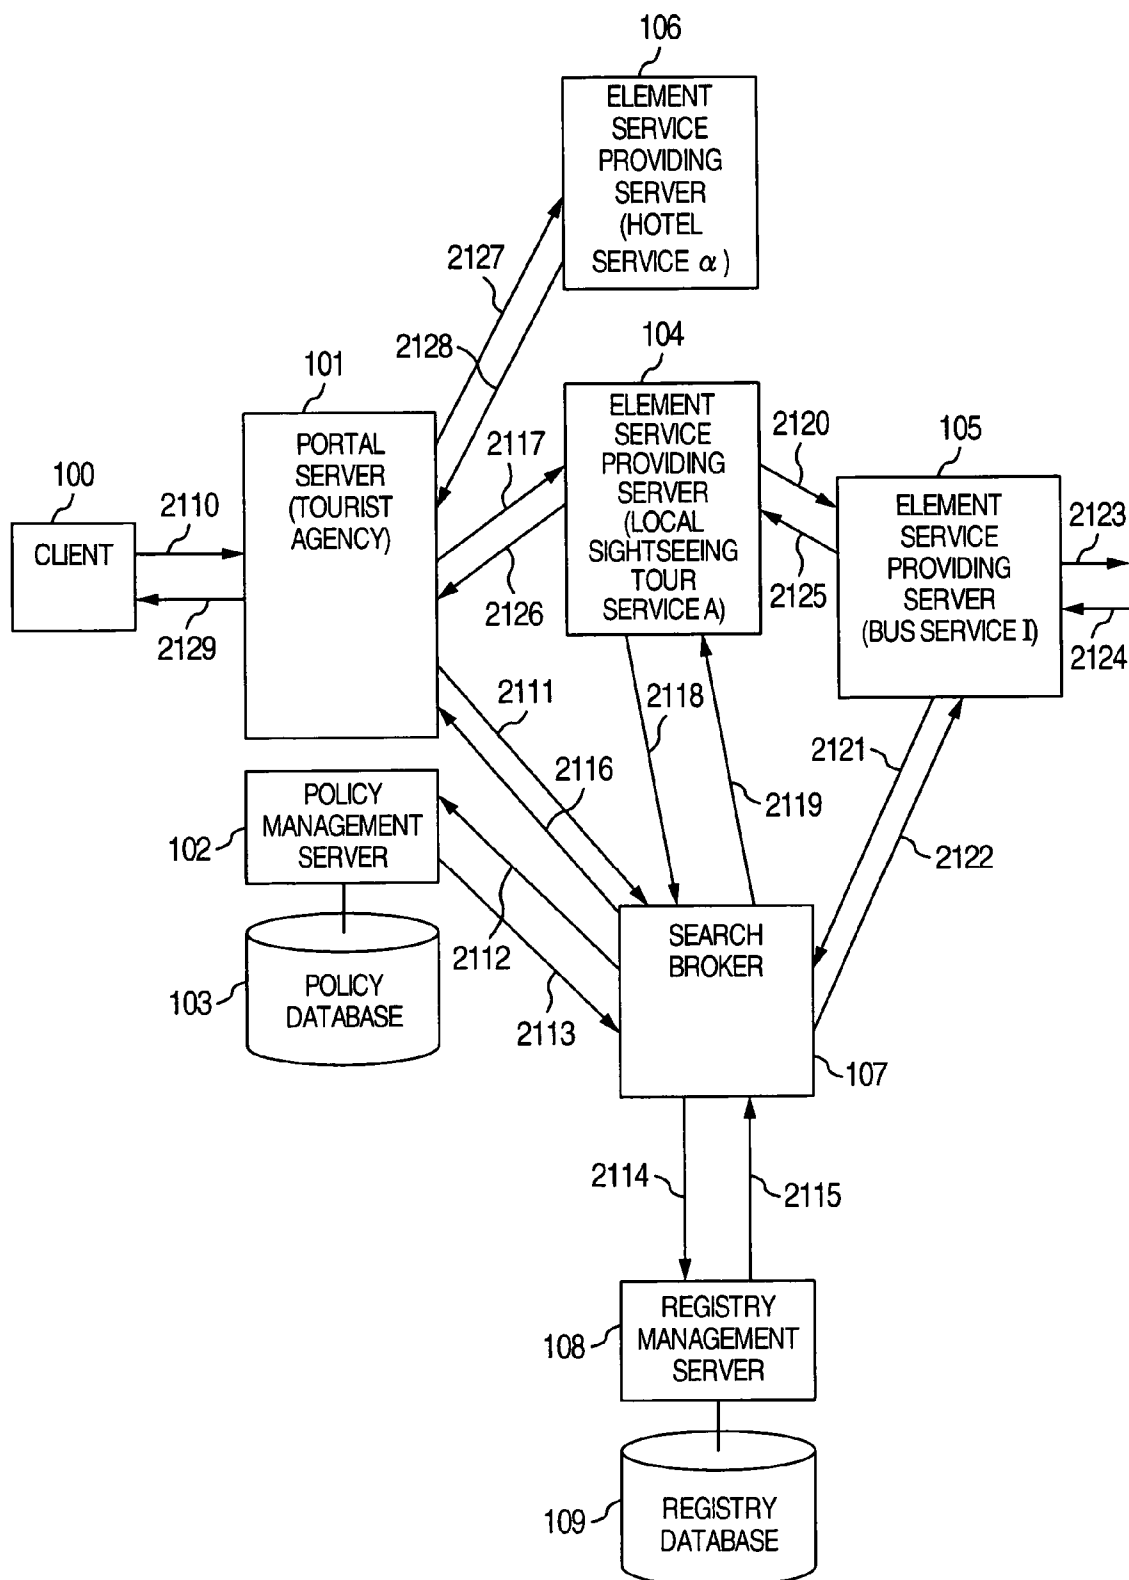 106
ELEMENT
SERVICE
PROVIDING
SERVER
(HOTEL
SERVICE α )
2127
2128
101
PORTAL
SERVER
(TOURIST
AGENCY)
104
ELEMENT
SERVICE
PROVIDING
SERVER
(LOCAL
SIGHTSEEING
TOUR
SERVICE A)
2117
2126
2120
2125
105
ELEMENT
SERVICE
PROVIDING
SERVER
(BUS SERVICE I)
2123
2124
100
CLIENT
2110
2129
2111
2116
2118
2119
2121
2122
102
POLICY
MANAGEMENT
SERVER
2112
2113
103
POLICY
DATABASE
SEARCH
BROKER
107
2114
2115
108
REGISTRY
MANAGEMENT
SERVER
109
REGISTRY
DATABASE